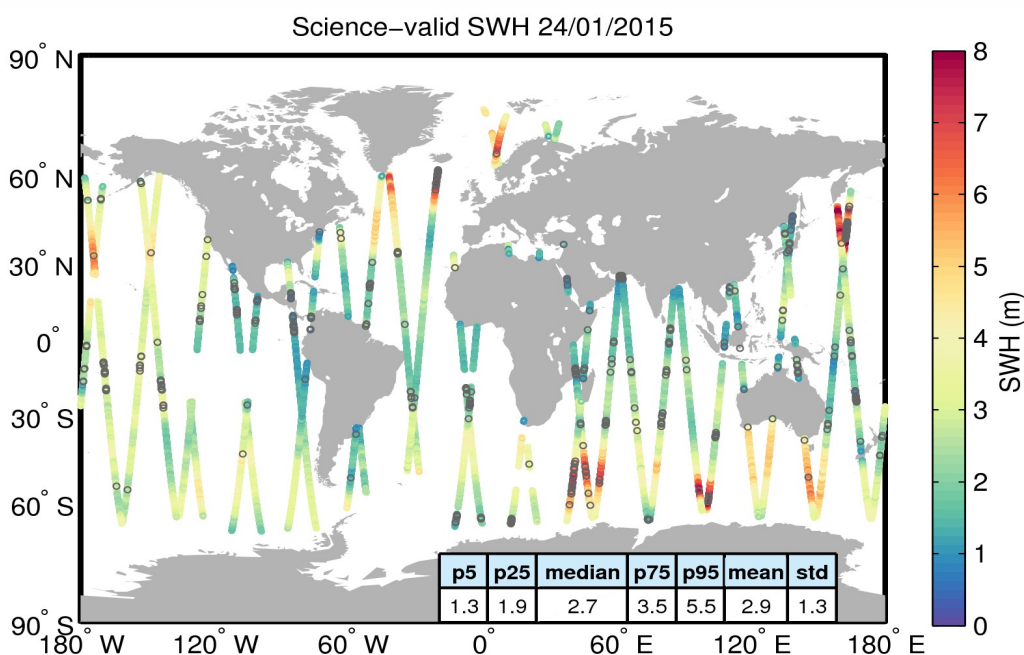 Science−valid SWH 24/01/2015
90° N
60° N
30° N
0°
30° S
60° S
90° S
180° W
120° W
60° W
0°
60° E
120° E
180° E
p5 p25 median p75 p95 mean std
1.3 1.9 2.7 3.5 5.5 2.9 1.3
8
7
6
5
4
3
2
1
0
SWH (m)